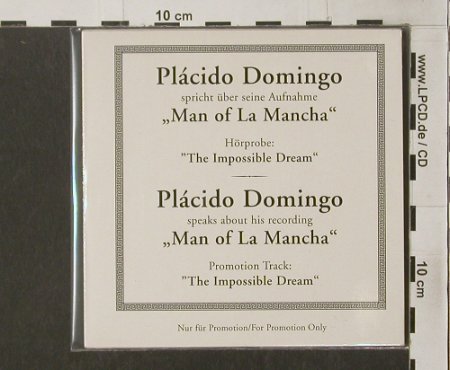 10 cm
Plácido Domingo
spricht über seine Aufnahme
„Man of La Mancha“
Hörprobe:
"The Impossible Dream“
Plácido Domingo
speaks about his recording
„Man of La Mancha“
Promotion Track:
"The Impossible Dream“
Nur für Promotion/For Promotion Only
www.LPCD.de / CD
10 cm